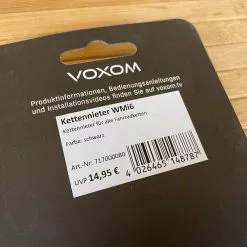 VOXOM
Produktinformationen, Bedienungsanleitungen
und Installationsvideos finden Sie auf voxom.tv
Kettennieter WMi6
Kettennieter für alle Fahrradketten
Farbe: schwarz
Art-Nr: 717000080
UVP 14,95 €
4 026465 148787